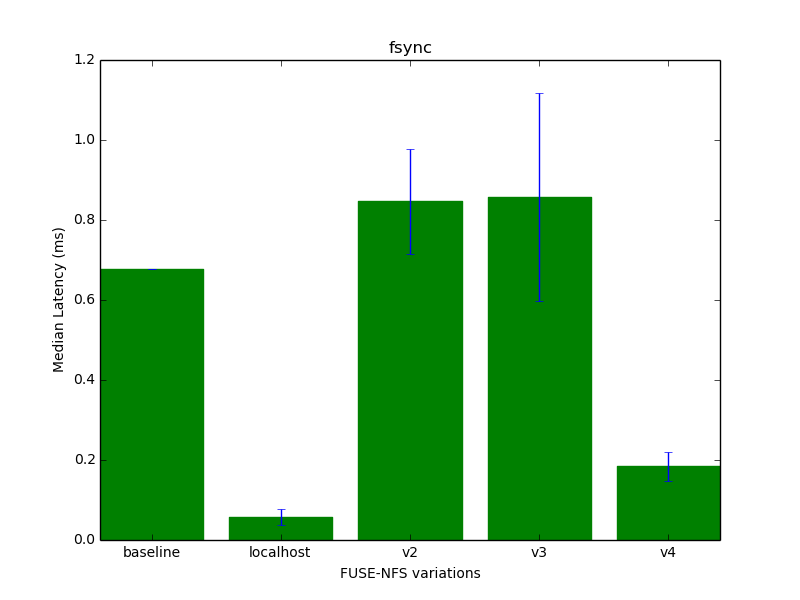 fsync
1.2
1.0
0.8
0.6
0.4
0.2
0.0
Median Latency (ms)
baseline localhost v2 v3 v4
FUSE-NFS variations